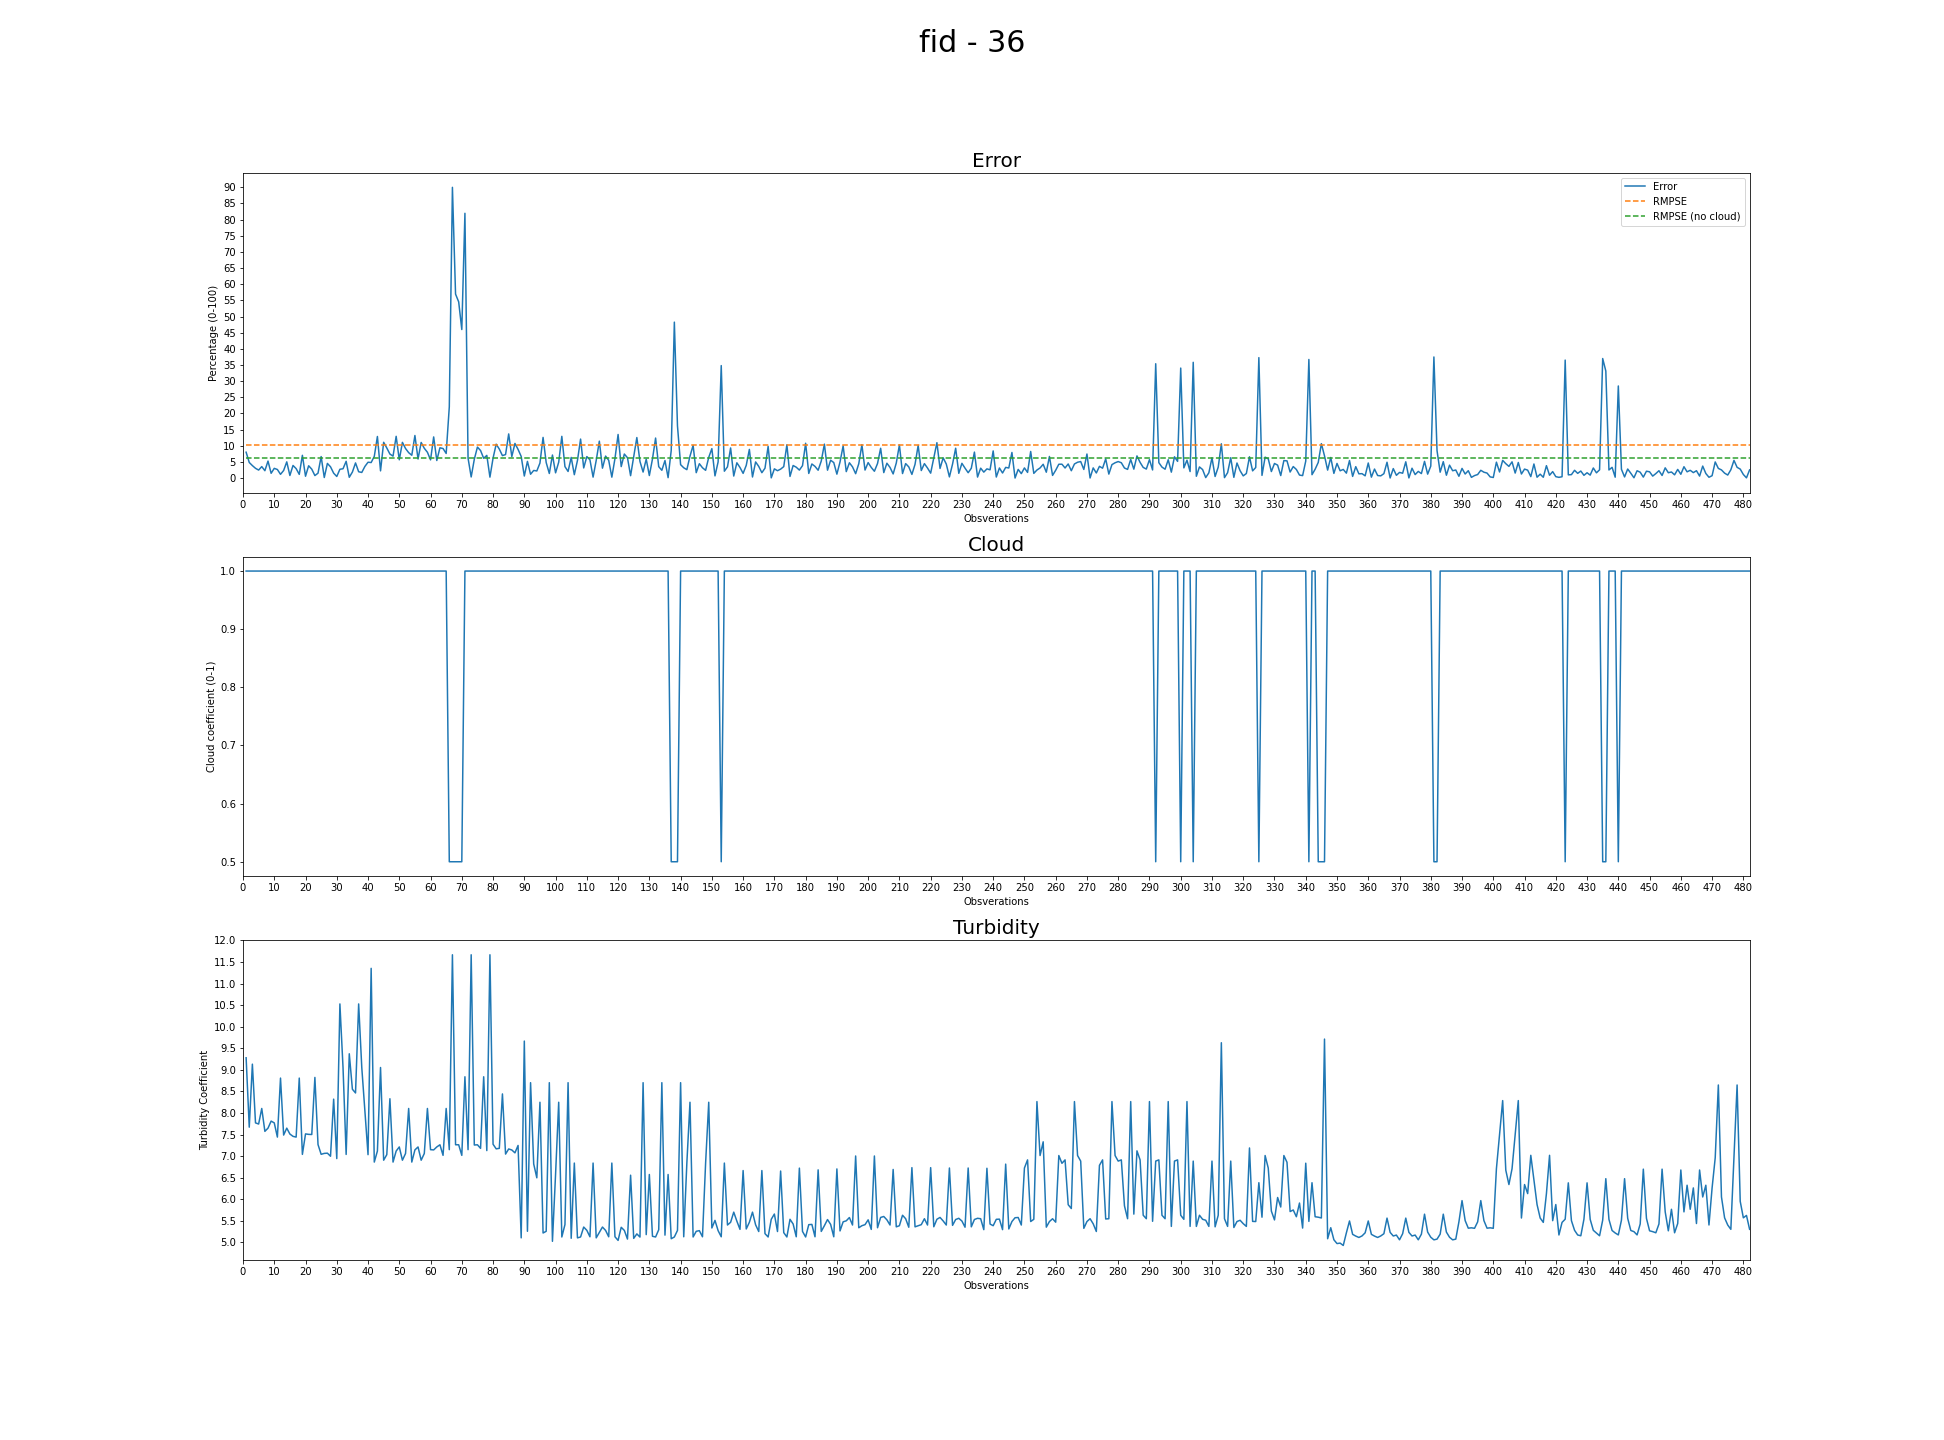 fid - 36
Error
90
85
80
75
70
65
60
55
50
45
40
35
30
25
20
15
10
5
0
Percentage (0-100)
Error
RMPSE
RMPSE (no cloud)
0 10 20 30 40 50 60 70 80 90 100 110 120 130 140 150 160 170 180 190 200 210 220 230 240 250 260 270 280 290 300 310 320 330 340 350 360 370 380 390 400 410 420 430 440 450 460 470 480
Obsverations
Cloud
1.0
0.9
0.8
0.7
0.6
0.5
Cloud coefficient (0-1)
0 10 20 30 40 50 60 70 80 90 100 110 120 130 140 150 160 170 180 190 200 210 220 230 240 250 260 270 280 290 300 310 320 330 340 350 360 370 380 390 400 410 420 430 440 450 460 470 480
Obsverations
Turbidity
12.0
11.5
11.0
10.5
10.0
9.5
9.0
8.5
8.0
7.5
7.0
6.5
6.0
5.5
5.0
Turbidity Coefficient
0 10 20 30 40 50 60 70 80 90 100 110 120 130 140 150 160 170 180 190 200 210 220 230 240 250 260 270 280 290 300 310 320 330 340 350 360 370 380 390 400 410 420 430 440 450 460 470 480
Obsverations